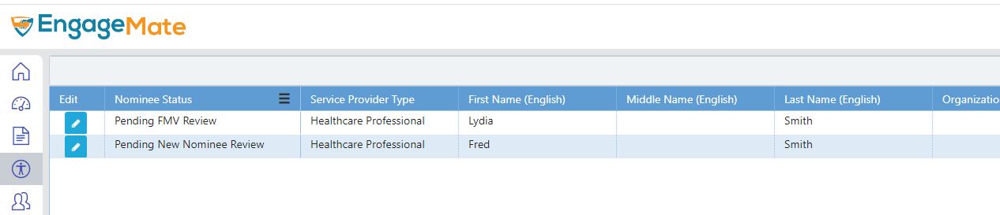 EngageMate
Edit Nominee Status Service Provider Type First Name (English) Middle Name (English) Last Name (English) Organizatio
Pending FMV Review Healthcare Professional Lydia Smith
Pending New Nominee Review Healthcare Professional Fred Smith